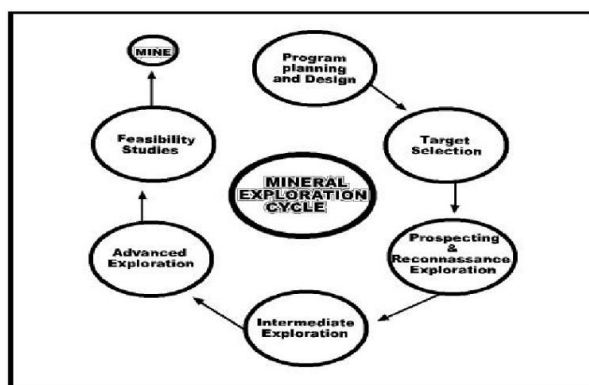 MINE
Program
planning
and Design
Feasibility
Studies
Target
Selection
MINERAL
EXPLORATION
CYCLE
Advanced
Exploration
Prospecting
&
Reconnassance
Exploration
Intermediate
Exploration